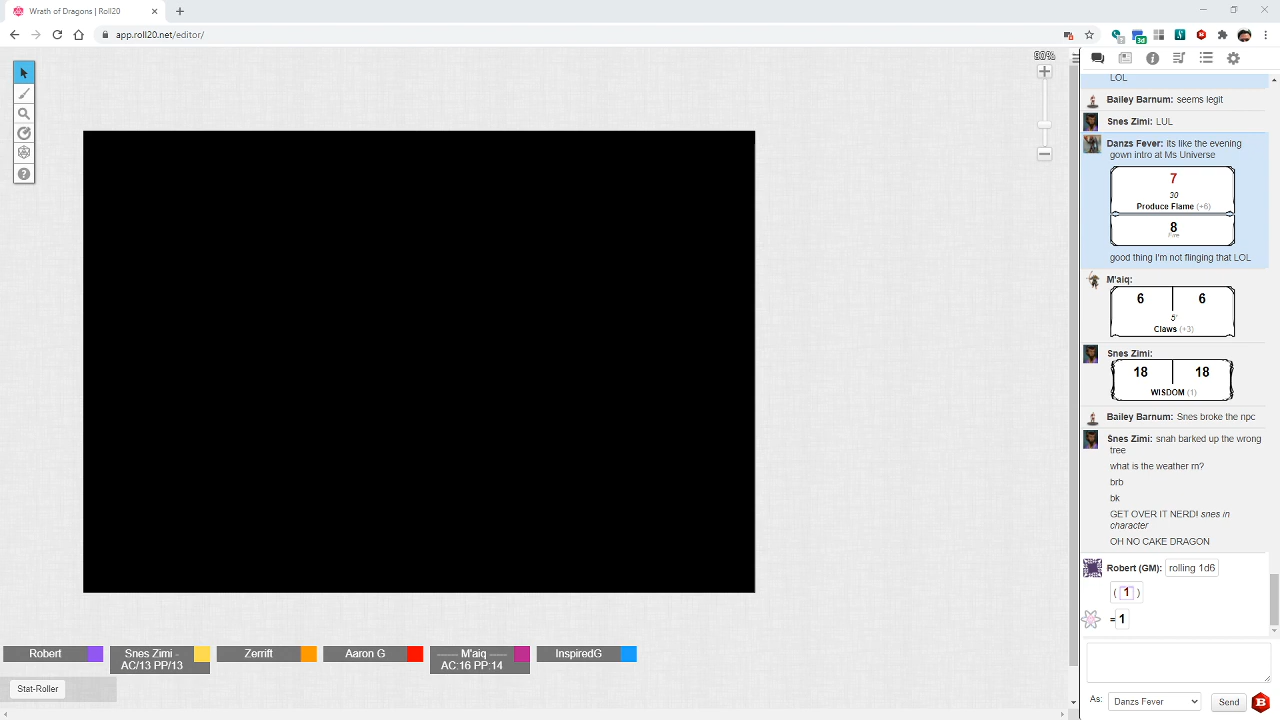 Wrath of Dragons | Roll20
app.roll20.net/editor/
80%
LOL
Bailey Barnum: seems legit
Snes Zimi: LUL
Danzs Fever: Its like the evening
gown intro at Ms Universe
7
30
Produce Flame (+6)
8
Fire
good thing I'm not flinging that LOL
M'aiq:
6 6
5'
Claws (+3)
Snes Zimi:
18 18
WISDOM (1)
Bailey Barnum: Snes broke the npc
Snes Zimi: snah barked up the wrong
tree
what is the weather rn?
brb
bk
GET OVER IT NERD! snes in
character
OH NO CAKE DRAGON
Robert (GM): rolling 1d6
( 1 )
=1
Robert
Snes Zimi -
AC/13 PP/13
Zerrift
Aaron G
---- M'aiq ----
AC:16 PP:14
InspiredG
Stat-Roller
As: Danzs Fever
Send